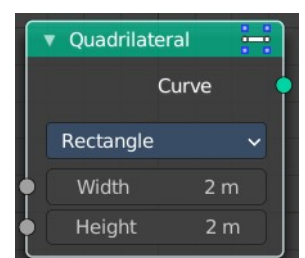 Quadrilateral
Curve
Rectangle
Width 2 m
Height 2 m